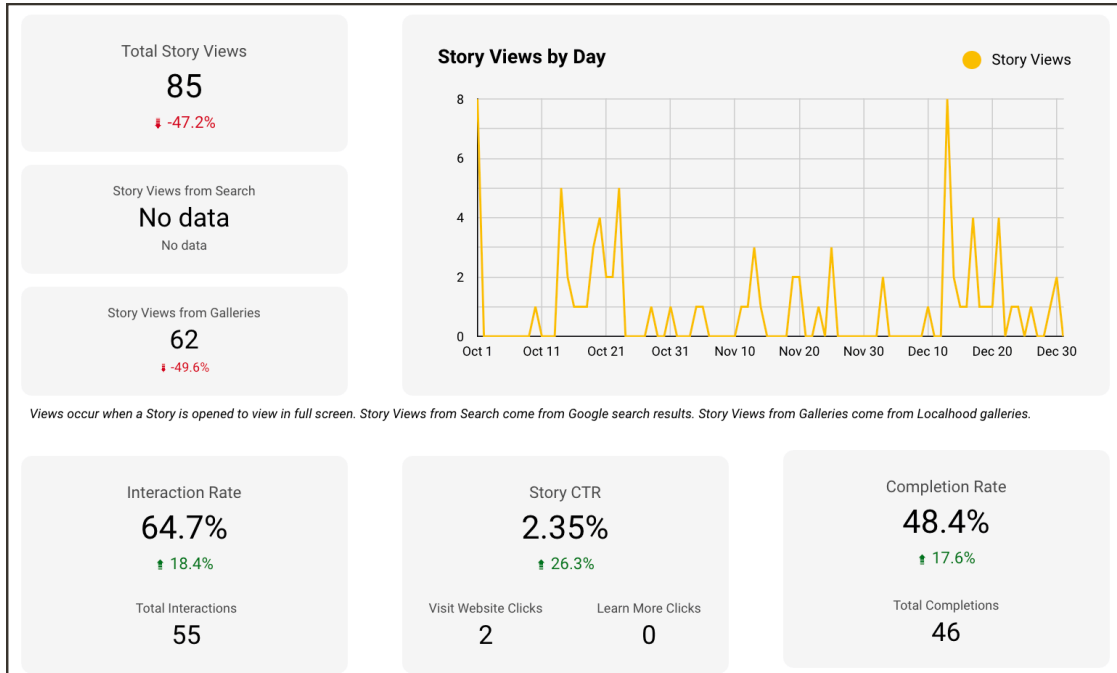 Total Story Views
85
-47.2%
Story Views from Search
No data
No data
Story Views from Galleries
62
-49.6%
Story Views by Day
Story Views
8
6
4
2
0
Oct 1 Oct 11 Oct 21 Oct 31 Nov 10 Nov 20 Nov 30 Dec 10 Dec 20 Dec 30
Views occur when a Story is opened to view in full screen. Story Views from Search come from Google search results. Story Views from Galleries come from Localhood galleries.
Interaction Rate
64.7%
18.4%
Total Interactions
55
Story CTR
2.35%
26.3%
Visit Website Clicks Learn More Clicks
2 0
Completion Rate
48.4%
17.6%
Total Completions
46